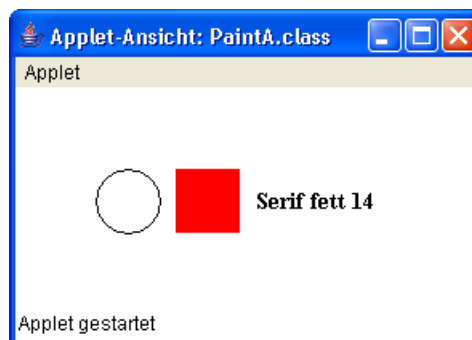 Applet-Ansicht: PaintA.class
Applet
Serif fett 14
Applet gestartet